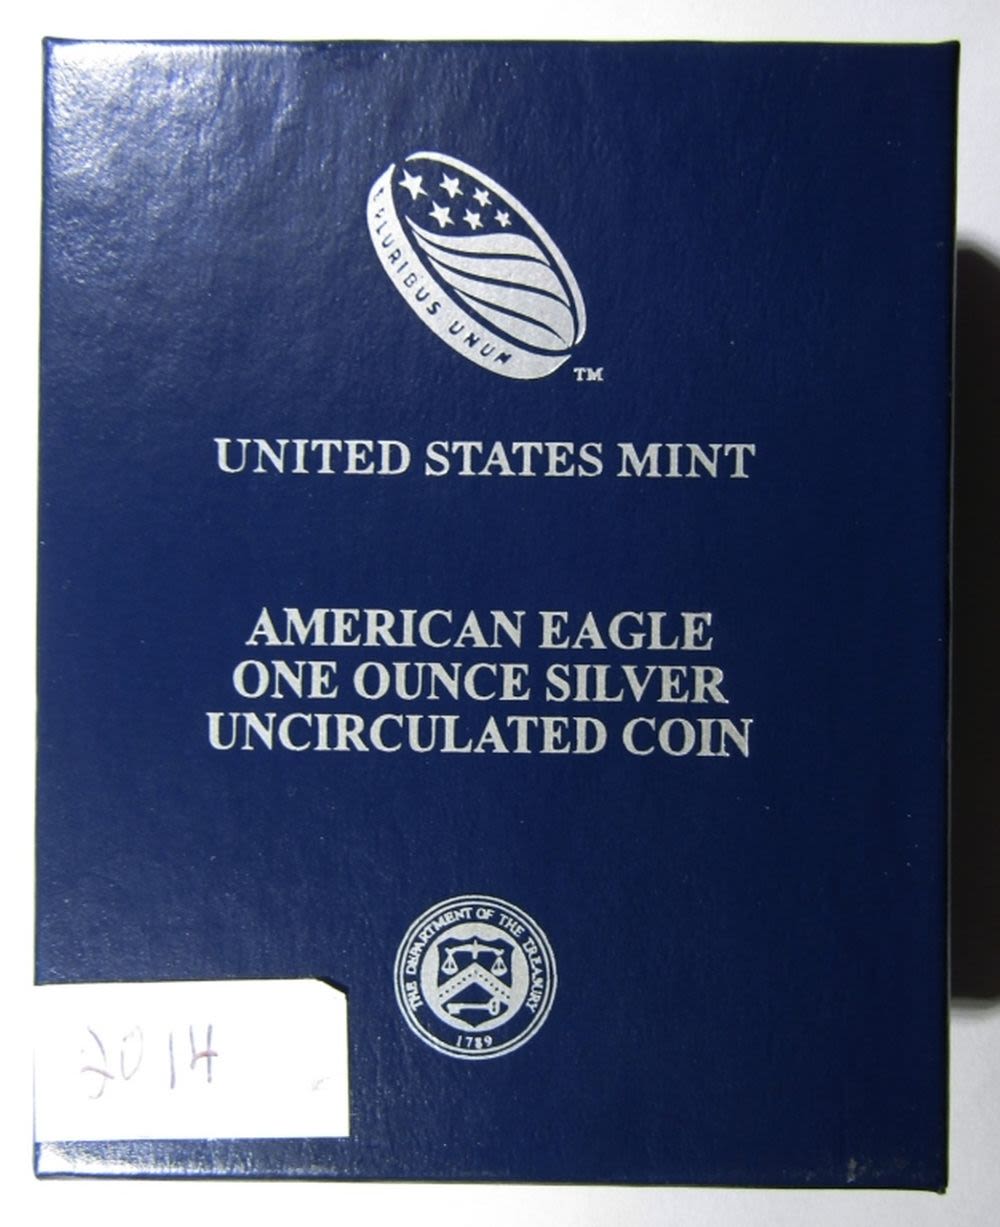 E PLURIBUS UNUM
TM
UNITED STATES MINT
AMERICAN EAGLE
ONE OUNCE SILVER
UNCIRCULATED COIN
THE DEPARTMENT OF THE TREASURY
1789
2014